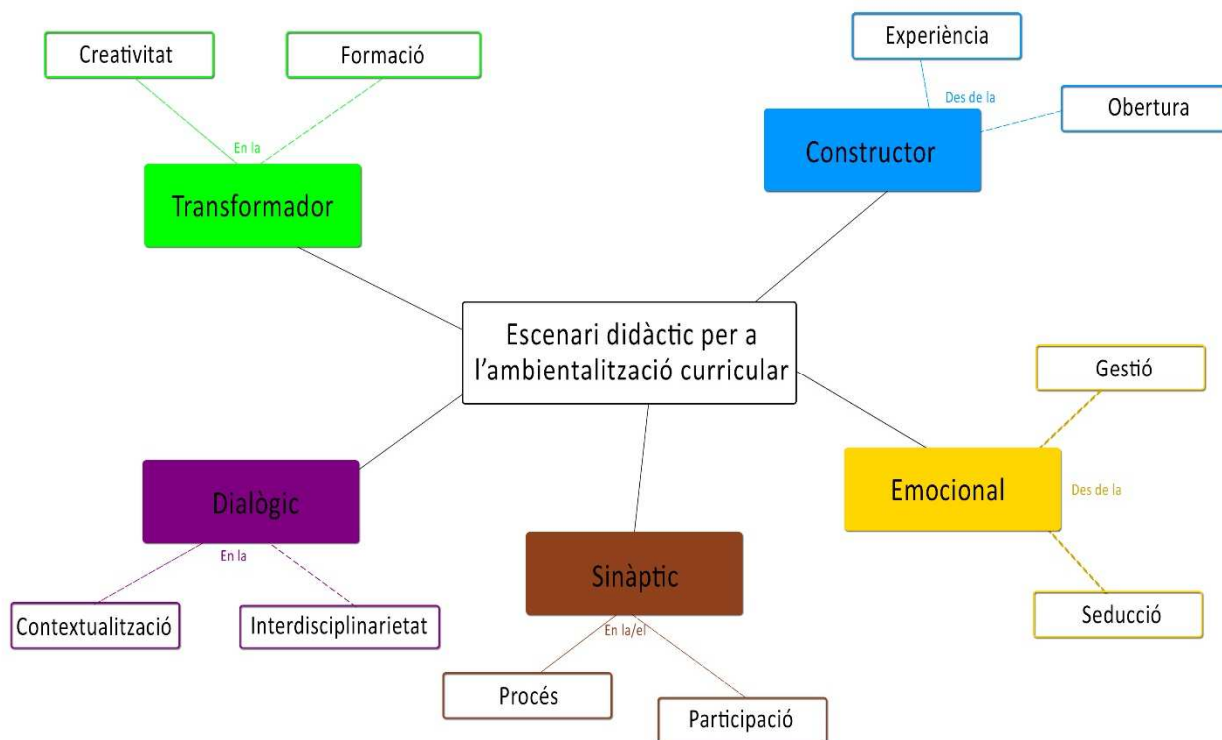 Creativitat
Formació
En la
Transformador
Experiència
Des de la
Obertura
Constructor
Escenari didàctic per a
l'ambientalització curricular
Gestió
Emocional
Des de la
Seducció
Dialògic
En la
Contextualització
Interdisciplinarietat
Sinàptic
En la/el
Procés
Participació